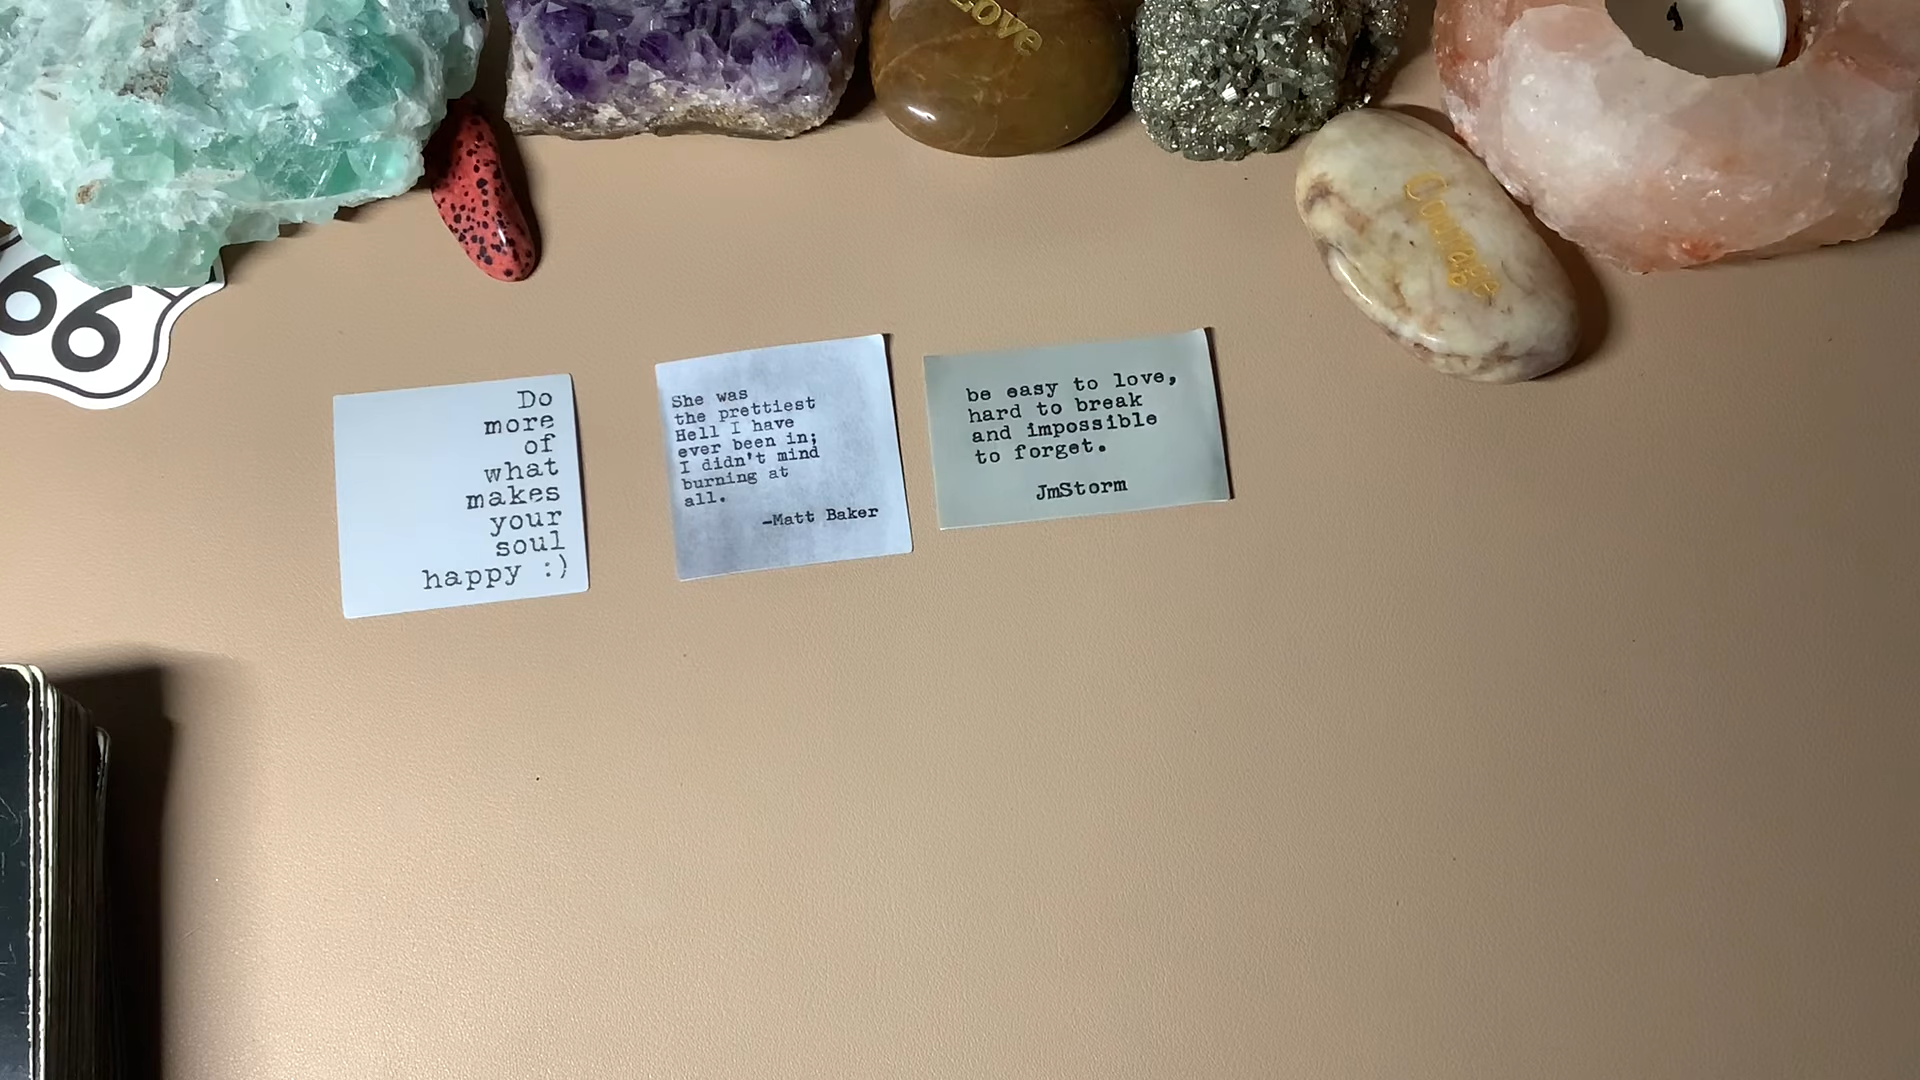 Love
Courage
66
Do
more
of
what
makes
your
soul
happy :)
She was
the prettiest
Hell I have
ever been in;
I didn't mind
burning at
all.
-Matt Baker
be easy to love,
hard to break
and impossible
to forget.
JmStorm